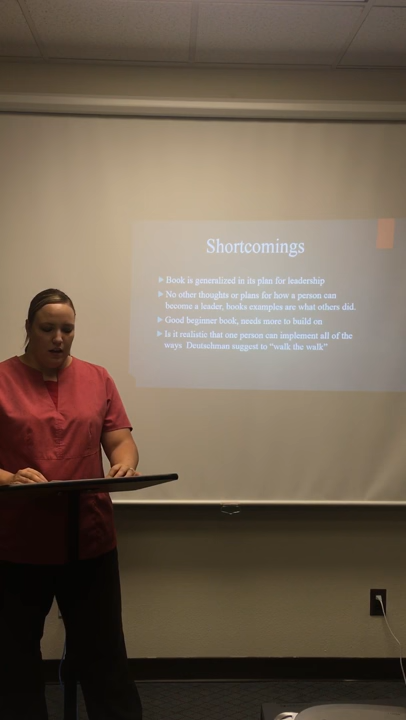 Shortcomings
Book is generalized in its plan for leadership
No other thoughts or plans for how a person can
become a leader, books examples are what others did.
Good beginner book, needs more to build on
Is it realistic that one person can implement all of the
ways Deutschman suggest to "walk the walk"